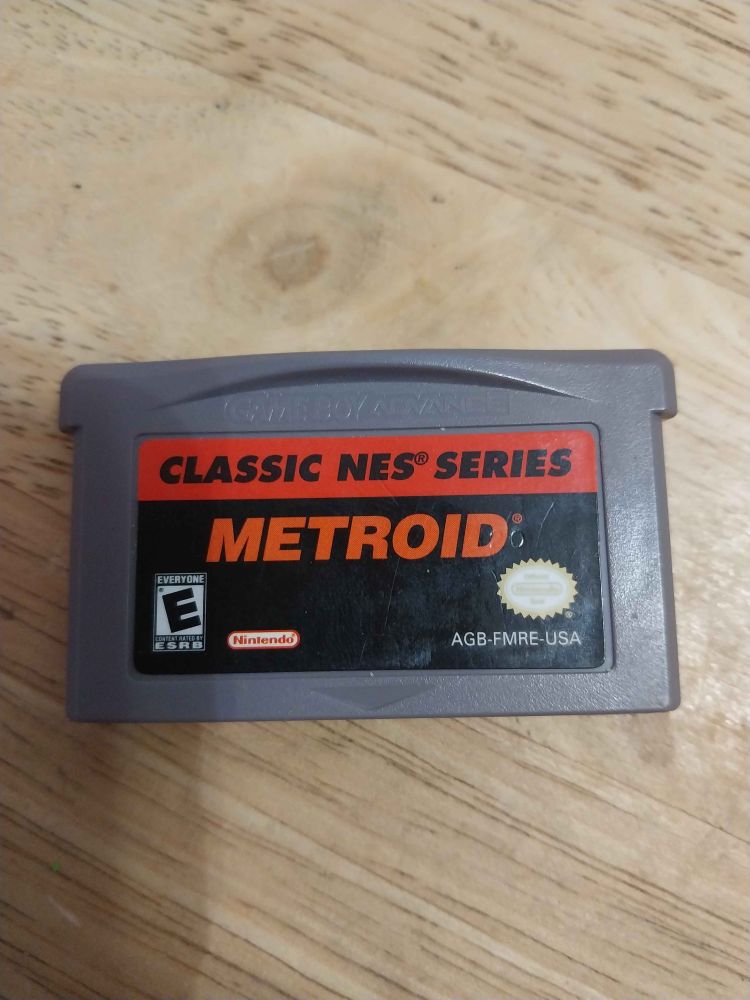 GAME BOY ADVANCE
CLASSIC NES® SERIES
METROID®
EVERYONE
E
CONTENT RATED BY
ESRB
Nintendo®
®
AGB-FMRE-USA